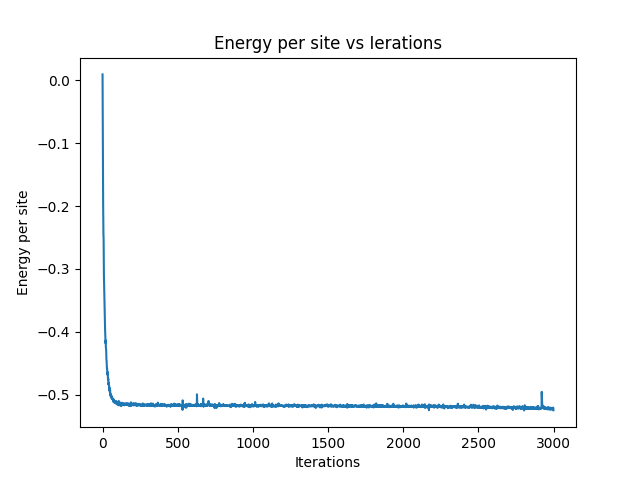 Energy per site vs Ierations
0.0
−0.1
−0.2
−0.3
−0.4
−0.5
Energy per site
0 500 1000 1500 2000 2500 3000
Iterations